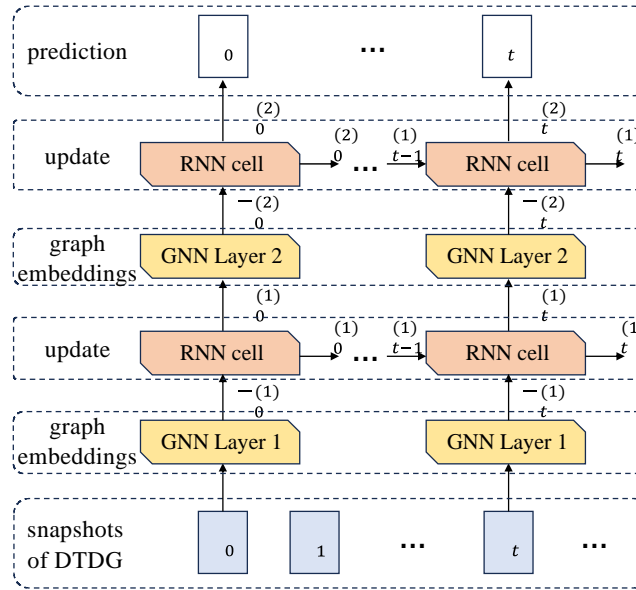 prediction
0
...
t
(2)
0
(2)
t
update
RNN cell
(2)
0
...
(1)
t−1
RNN cell
(1)
t
−(2)
0
−(2)
t
graph
embeddings
GNN Layer 2
GNN Layer 2
(1)
0
(1)
t
update
RNN cell
(1)
0
...
(1)
t−1
RNN cell
(1)
t
−(1)
0
−(1)
t
graph
embeddings
GNN Layer 1
GNN Layer 1
snapshots
of DTDG
0
1
...
t
...